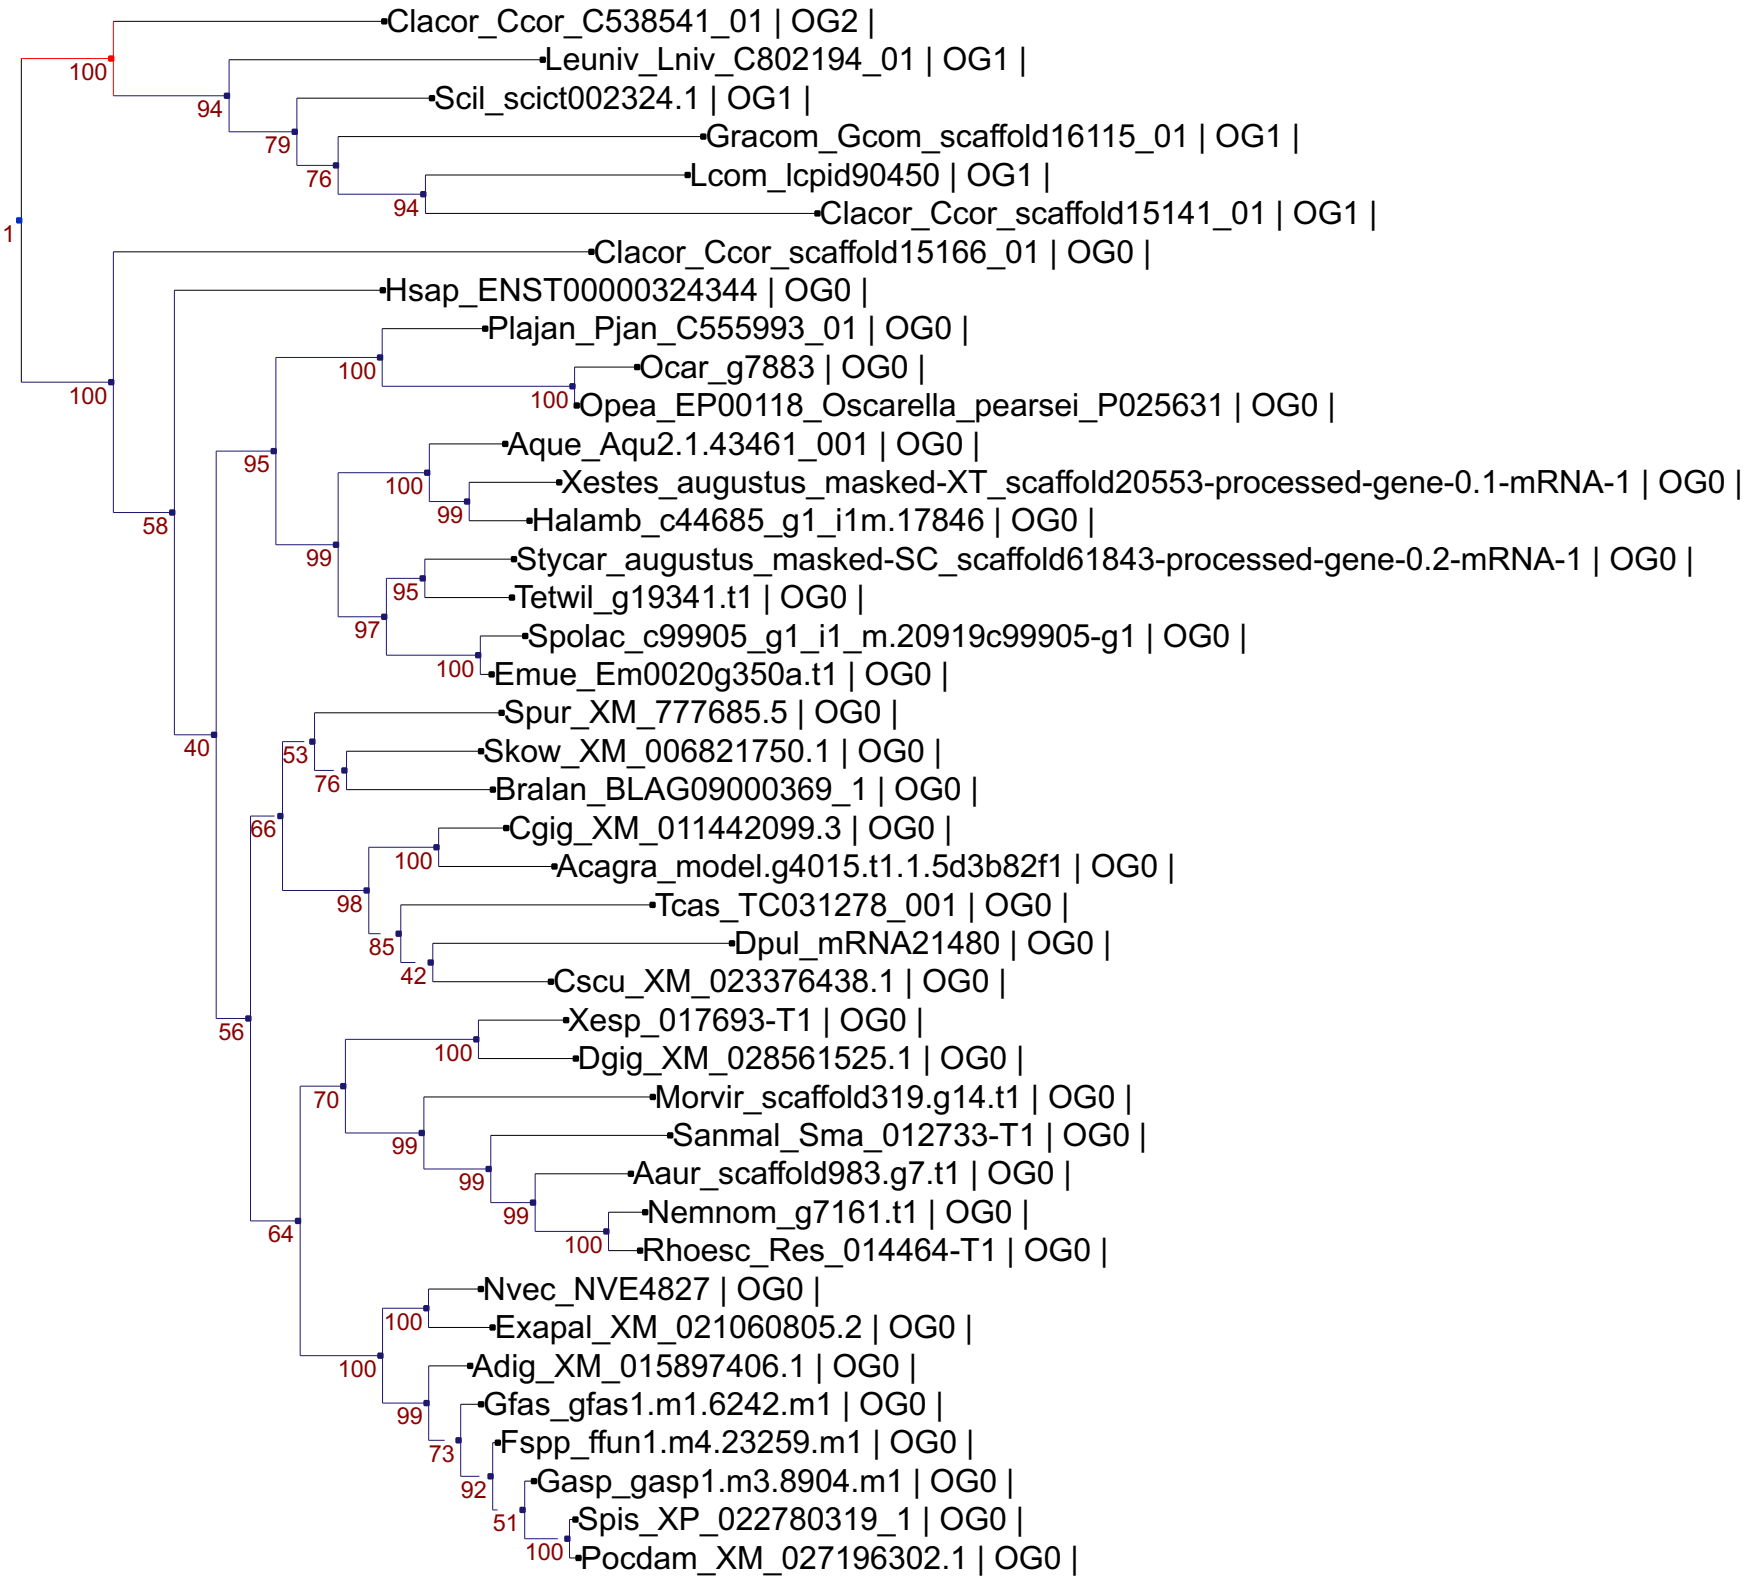 Clacor_Ccor_C538541_01 | OG2 |
Leuniv_Lniv_C802194_01 | OG1 |
100
94
Scil_scict002324.1 | OG1 |
79
Gracom_Gcom_scaffold16115_01 | OG1 |
76
Lcom_lcpid90450 | OG1 |
94
Clacor_Ccor_scaffold15141_01 | OG1 |
1
Clacor_Ccor_scaffold15166_01 | OG0 |
Hsap_ENST00000324344 | OG0 |
Plajan_Pjan_C555993_01 | OG0 |
100
Ocar_g7883 | OG0 |
100
100
Opea_EP00118_Oscarella_pearsei_P025631 | OG0 |
Aque_Aqu2.1.43461_001 | OG0 |
95
100
Xestes_augustus_masked-XT_scaffold20553-processed-gene-0.1-mRNA-1 | OG0 |
99
Halamb_c44685_g1_i1m.17846 | OG0 |
58
99
Stycar_augustus_masked-SC_scaffold61843-processed-gene-0.2-mRNA-1 | OG0 |
95
Tetwil_g19341.t1 | OG0 |
97
Spolac_c99905_g1_i1_m.20919c99905-g1 | OG0 |
100
Emue_Em0020g350a.t1 | OG0 |
Spur_XM_777685.5 | OG0 |
40
53
Skow_XM_006821750.1 | OG0 |
76
Bralan_BLAG09000369_1 | OG0 |
66
Cgig_XM_011442099.3 | OG0 |
100
Acagra_model.g4015.t1.1.5d3b82f1 | OG0 |
98
Tcas_TC031278_001 | OG0 |
85
Dpul_mRNA21480 | OG0 |
42
Cscu_XM_023376438.1 | OG0 |
56
Xesp_017693-T1 | OG0 |
100
Dgig_XM_028561525.1 | OG0 |
70
Morvir_scaffold319.g14.t1 | OG0 |
99
Sanmal_Sma_012733-T1 | OG0 |
99
Aaur_scaffold983.g7.t1 | OG0 |
99
Nemnom_g7161.t1 | OG0 |
64
100
Rhoesc_Res_014464-T1 | OG0 |
Nvec_NVE4827 | OG0 |
100
Exapal_XM_021060805.2 | OG0 |
100
Adig_XM_015897406.1 | OG0 |
99
Gfas_gfas1.m1.6242.m1 | OG0 |
73
Fspp_ffun1.m4.23259.m1 | OG0 |
92
Gasp_gasp1.m3.8904.m1 | OG0 |
51
Spis_XP_022780319_1 | OG0 |
100
Pocdam_XM_027196302.1 | OG0 |